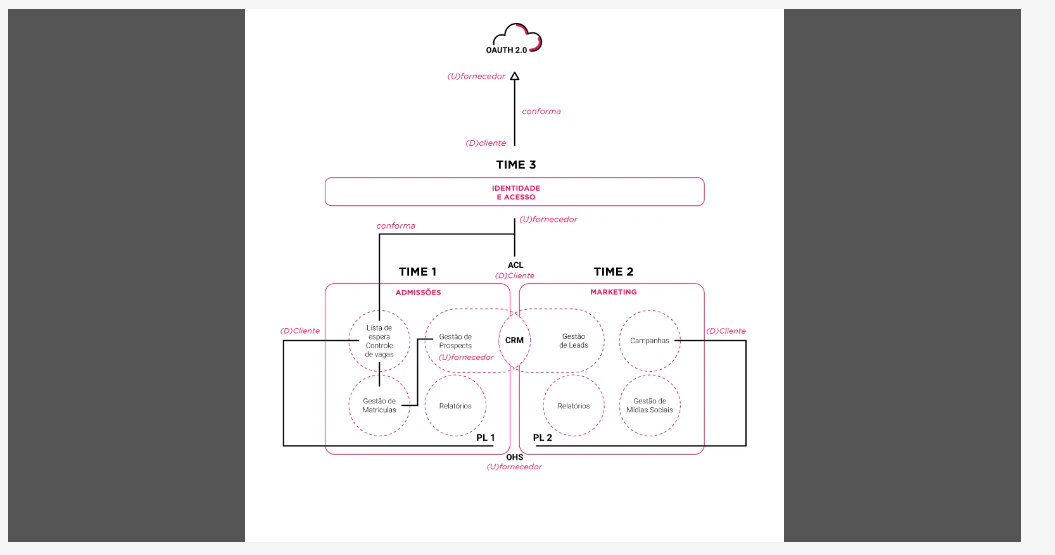 OAUTH 2.0
(U)fornecedor
conforma
(D)cliente
TIME 3
IDENTIDADE
E ACESSO
(U)fornecedor
conforma
ACL
(D)Cliente
TIME 1
TIME 2
ADMISSÕES
MARKETING
(D)Cliente
Lista de
espera
Controle
de vagas
Gestão de
Prospects
(U)fornecedor
CRM
Gestão
de Leads
Campanhas
(D)Cliente
Gestão de
Matrículas
Relatórios
Relatórios
Gestão de
Mídias Sociais
PL 1
PL 2
OHS
(U)fornecedor